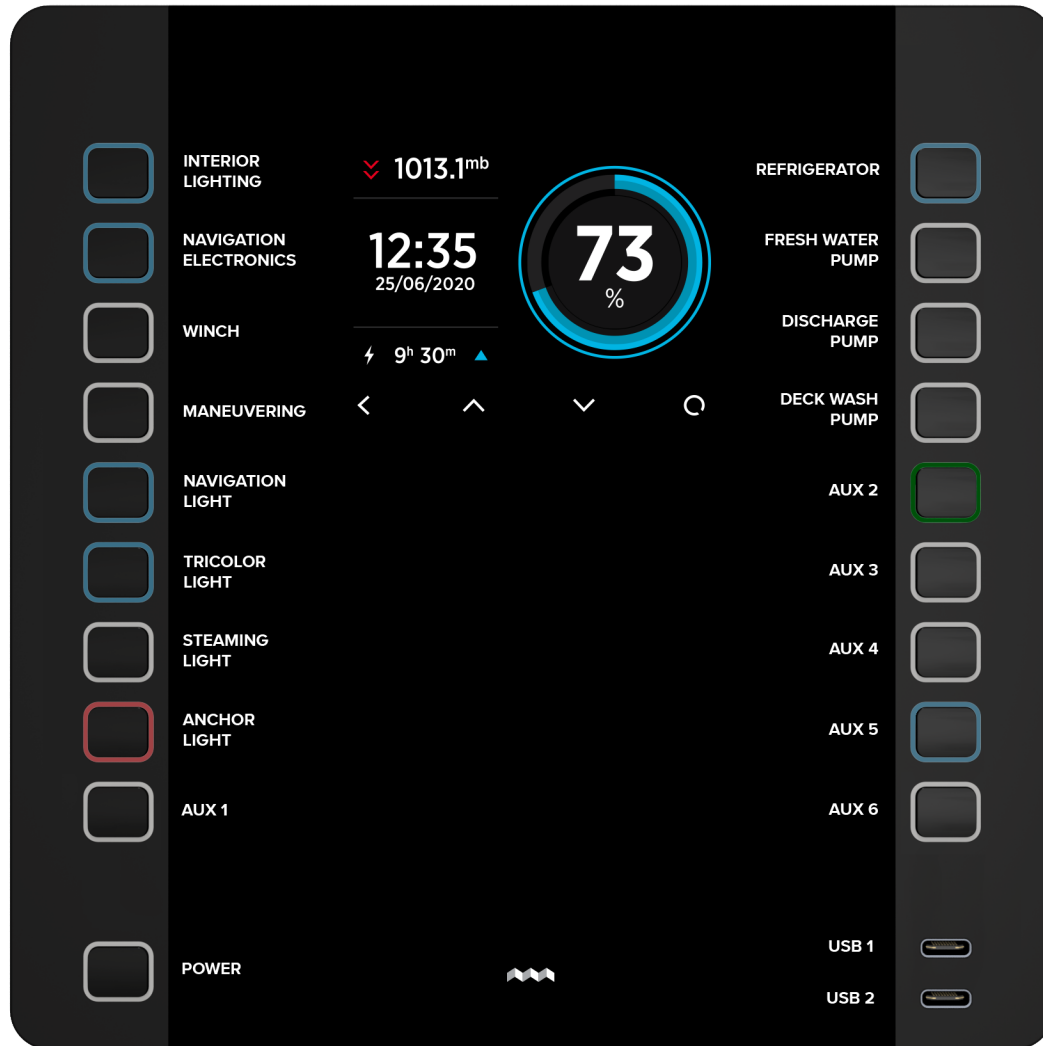 INTERIOR
LIGHTING
NAVIGATION
ELECTRONICS
WINCH
MANEUVERING
NAVIGATION
LIGHT
TRICOLOR
LIGHT
STEAMING
LIGHT
ANCHOR
LIGHT
AUX 1
POWER
1013.1mb
12:35
25/06/2020
9h 30m
73
%
REFRIGERATOR
FRESH WATER
PUMP
DISCHARGE
PUMP
DECK WASH
PUMP
AUX 2
AUX 3
AUX 4
AUX 5
AUX 6
USB 1
USB 2